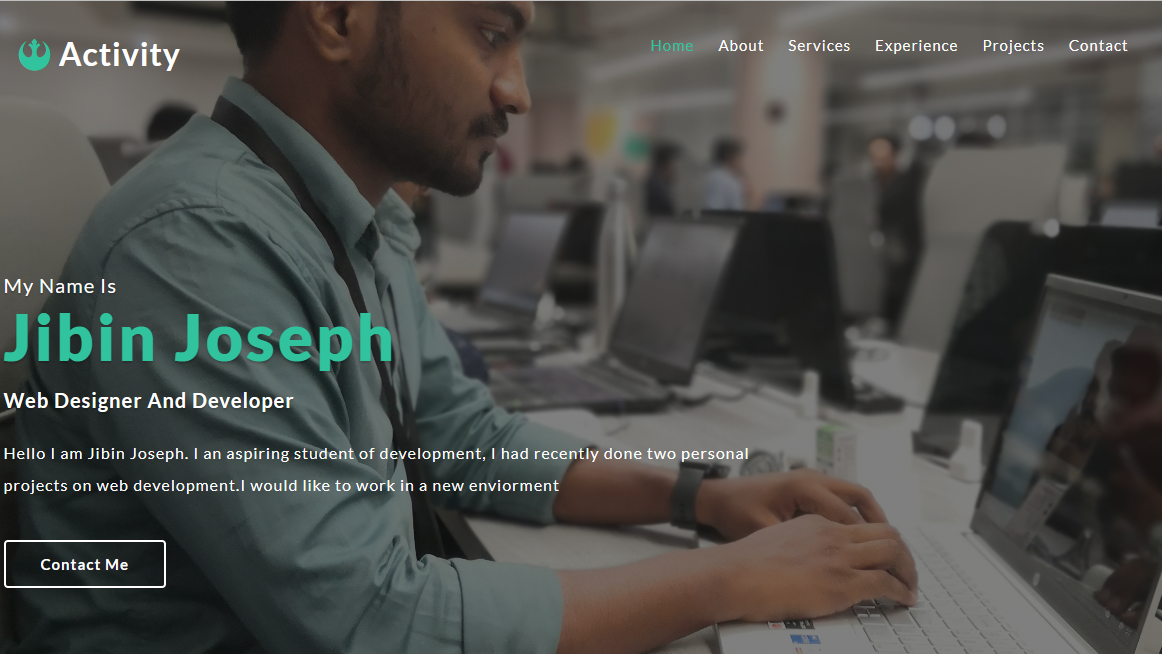 Activity
Home About Services Experience Projects Contact
My Name Is
Jibin Joseph
Web Designer And Developer
Hello I am Jibin Joseph. I an aspiring student of development, I had recently done two personal
projects on web development.I would like to work in a new enviorment
Contact Me